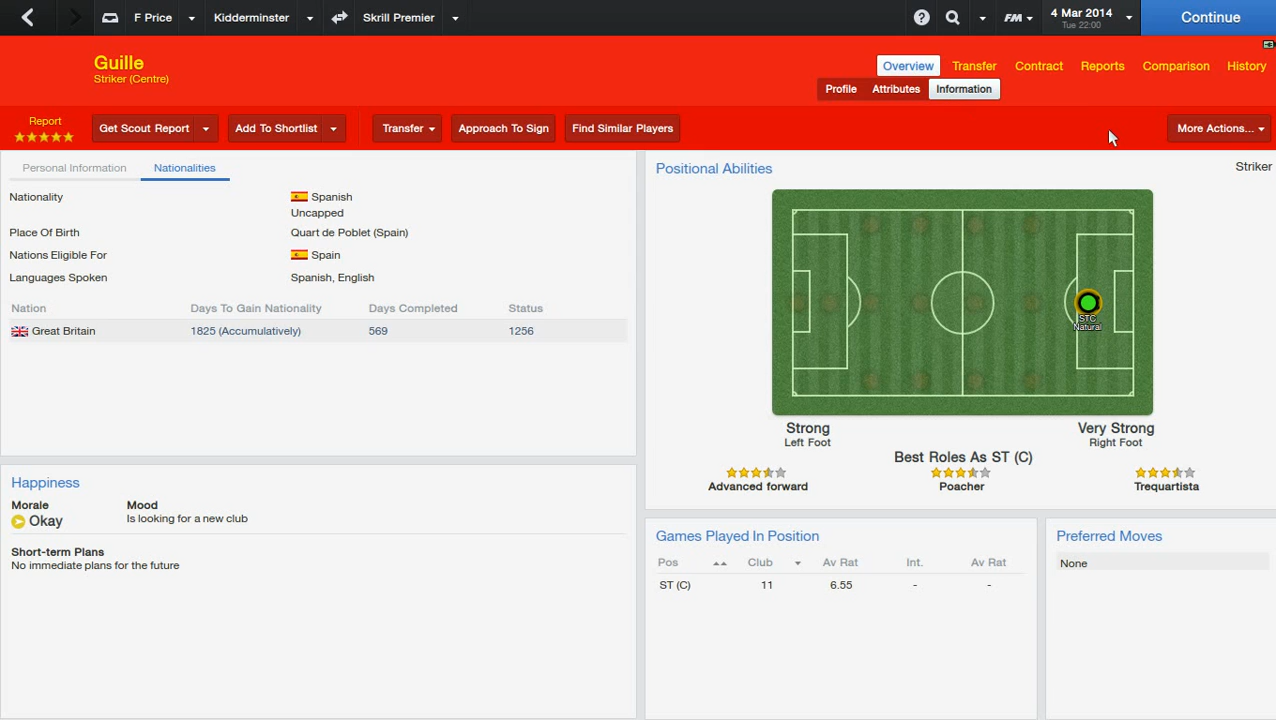 F Price
Kidderminster
Skrill Premier
FM
4 Mar 2014
Tue 22:00
Continue
Guille
Striker (Centre)
Overview
Transfer
Contract
Reports
Comparison
History
Profile
Attributes
Information
Report
Get Scout Report
Add To Shortlist
Transfer
Approach To Sign
Find Similar Players
More Actions...
Personal Information
Nationalities
Nationality
Spanish
Uncapped
Place Of Birth
Quart de Poblet (Spain)
Nations Eligible For
Spain
Languages Spoken
Spanish, English
Nation Days To Gain Nationality Days Completed Status
Great Britain 1825 (Accumulatively) 569 1256
Happiness
Morale
Okay
Mood
Is looking for a new club
Short-term Plans
No immediate plans for the future
Positional Abilities
Striker
STC
Natural
Strong
Left Foot
Very Strong
Right Foot
Best Roles As ST (C)
Advanced forward
Poacher
Trequartista
Games Played In Position
Pos Club Av Rat Int. Av Rat
ST (C) 11 6.55 - -
Preferred Moves
None